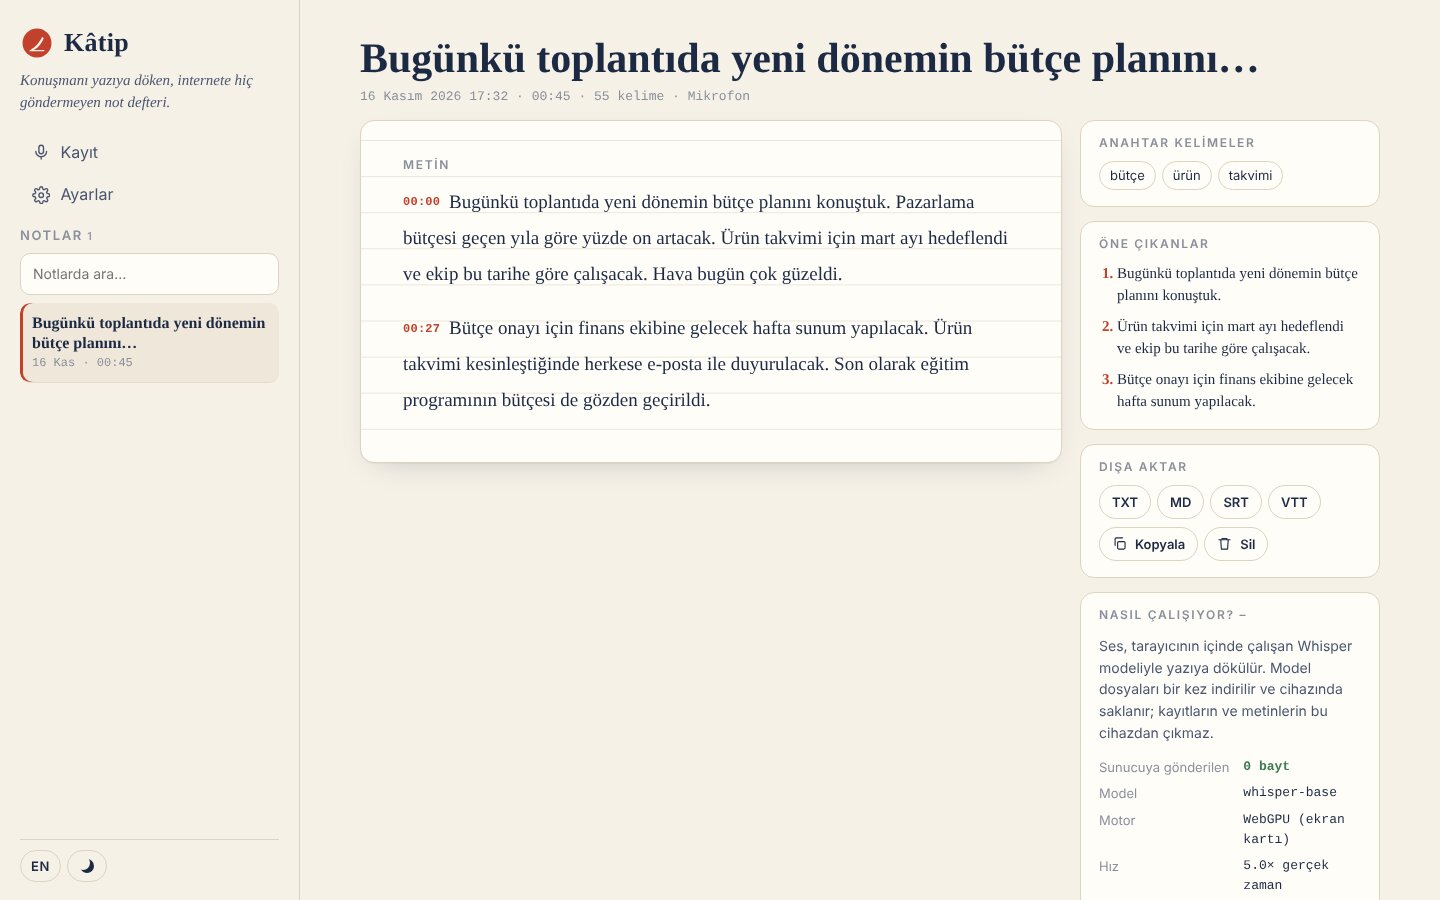 Kâtip
Konuşmanı yazıya döken, internete hiç
göndermeyen not defteri.
Kayıt
Ayarlar
NOTLAR 1
Notlarda ara…
Bugünkü toplantıda yeni dönemin
bütçe planını…
16 Kas · 00:45
EN
Bugünkü toplantıda yeni dönemin bütçe planını…
16 Kasım 2026 17:32 · 00:45 · 55 kelime · Mikrofon
METİN
00:00 Bugünkü toplantıda yeni dönemin bütçe planını konuştuk. Pazarlama
bütçesi geçen yıla göre yüzde on artacak. Ürün takvimi için mart ayı hedeflendi
ve ekip bu tarihe göre çalışacak. Hava bugün çok güzeldi.
00:27 Bütçe onayı için finans ekibine gelecek hafta sunum yapılacak. Ürün
takvimi kesinleştiğinde herkese e-posta ile duyurulacak. Son olarak eğitim
programının bütçesi de gözden geçirildi.
ANAHTAR KELİMELER
bütçe ürün takvimi
ÖNE ÇIKANLAR
1. Bugünkü toplantıda yeni dönemin bütçe
planını konuştuk.
2. Ürün takvimi için mart ayı hedeflendi
ve ekip bu tarihe göre çalışacak.
3. Bütçe onayı için finans ekibine gelecek
hafta sunum yapılacak.
DIŞA AKTAR
TXT MD SRT VTT
Kopyala Sil
NASIL ÇALIŞIYOR? –
Ses, tarayıcının içinde çalışan Whisper
modeliyle yazıya dökülür. Model
dosyaları bir kez indirilir ve cihazında
saklanır; kayıtların ve metinlerin bu
cihazdan çıkmaz.
Sunucuya gönderilen 0 bayt
Model whisper-base
Motor WebGPU (ekran
kartı)
Hız 5.0× gerçek
zaman